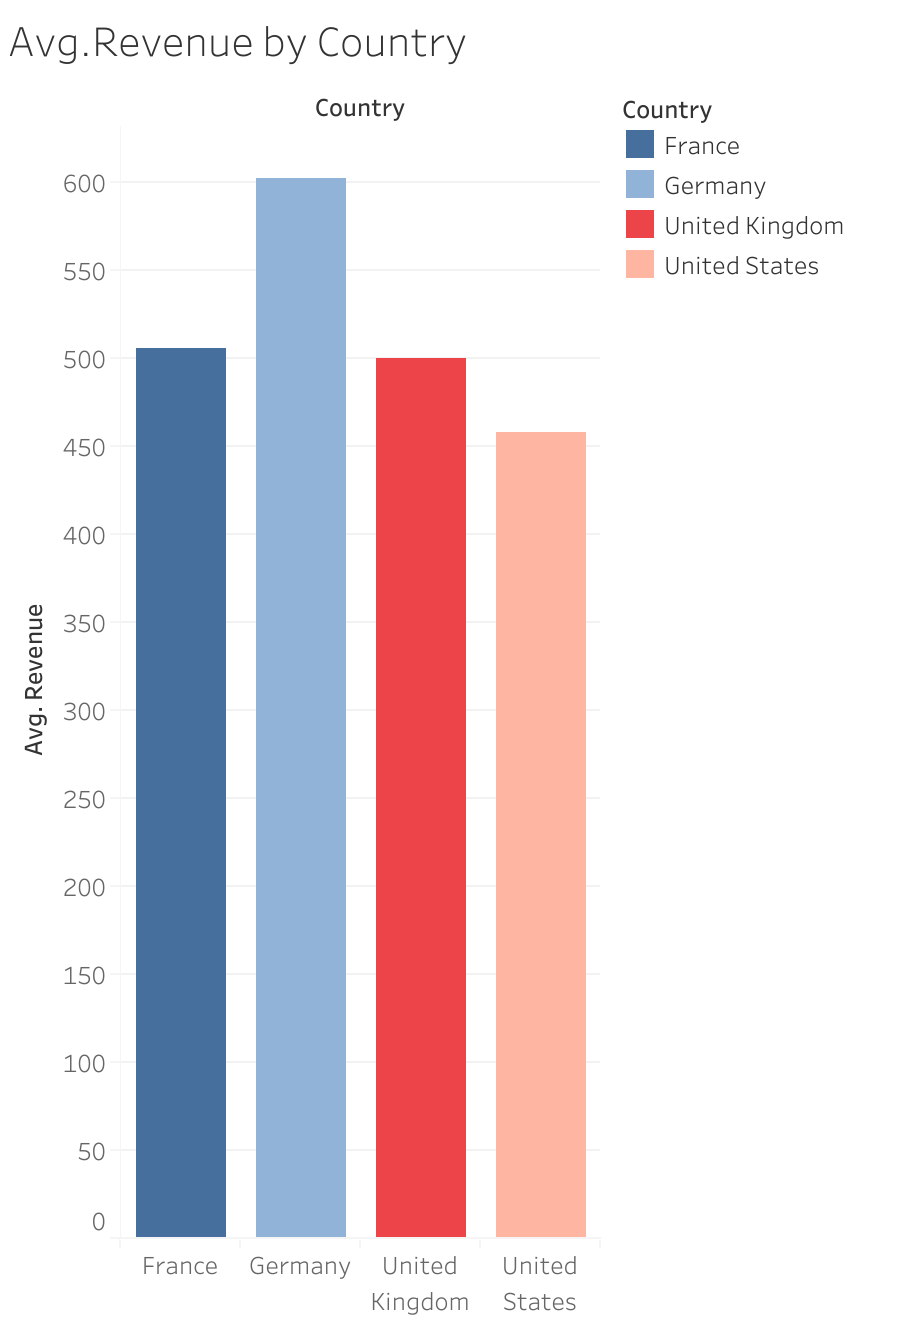 Avg.Revenue by Country
Country
Country
France
Germany
United Kingdom
United States
600
550
500
450
400
350
300
250
200
150
100
50
0
Avg. Revenue
France
Germany
United
Kingdom
United
States